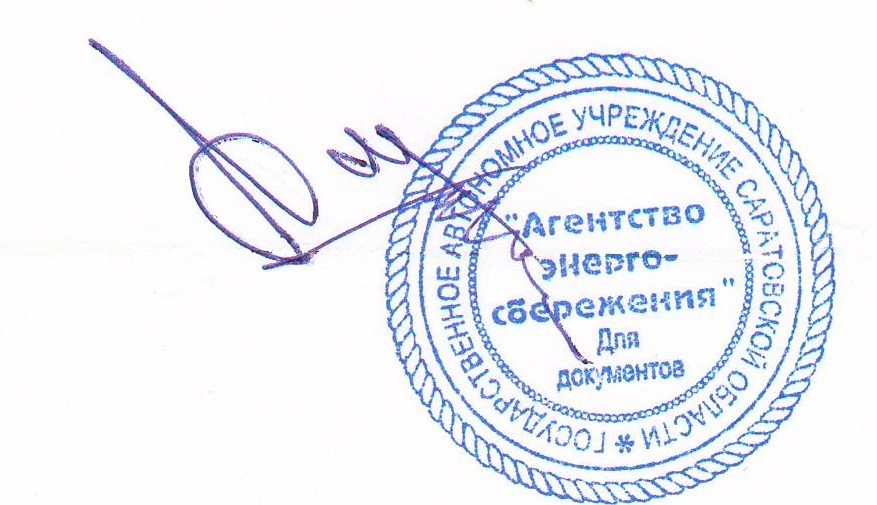 ГОСУДАРСТВЕННОЕ АВТОНОМНОЕ УЧРЕЖДЕНИЕ САРАТОВСКОЙ ОБЛАСТИ *
"Агентство
энерго-
сбережения"
Для
документов